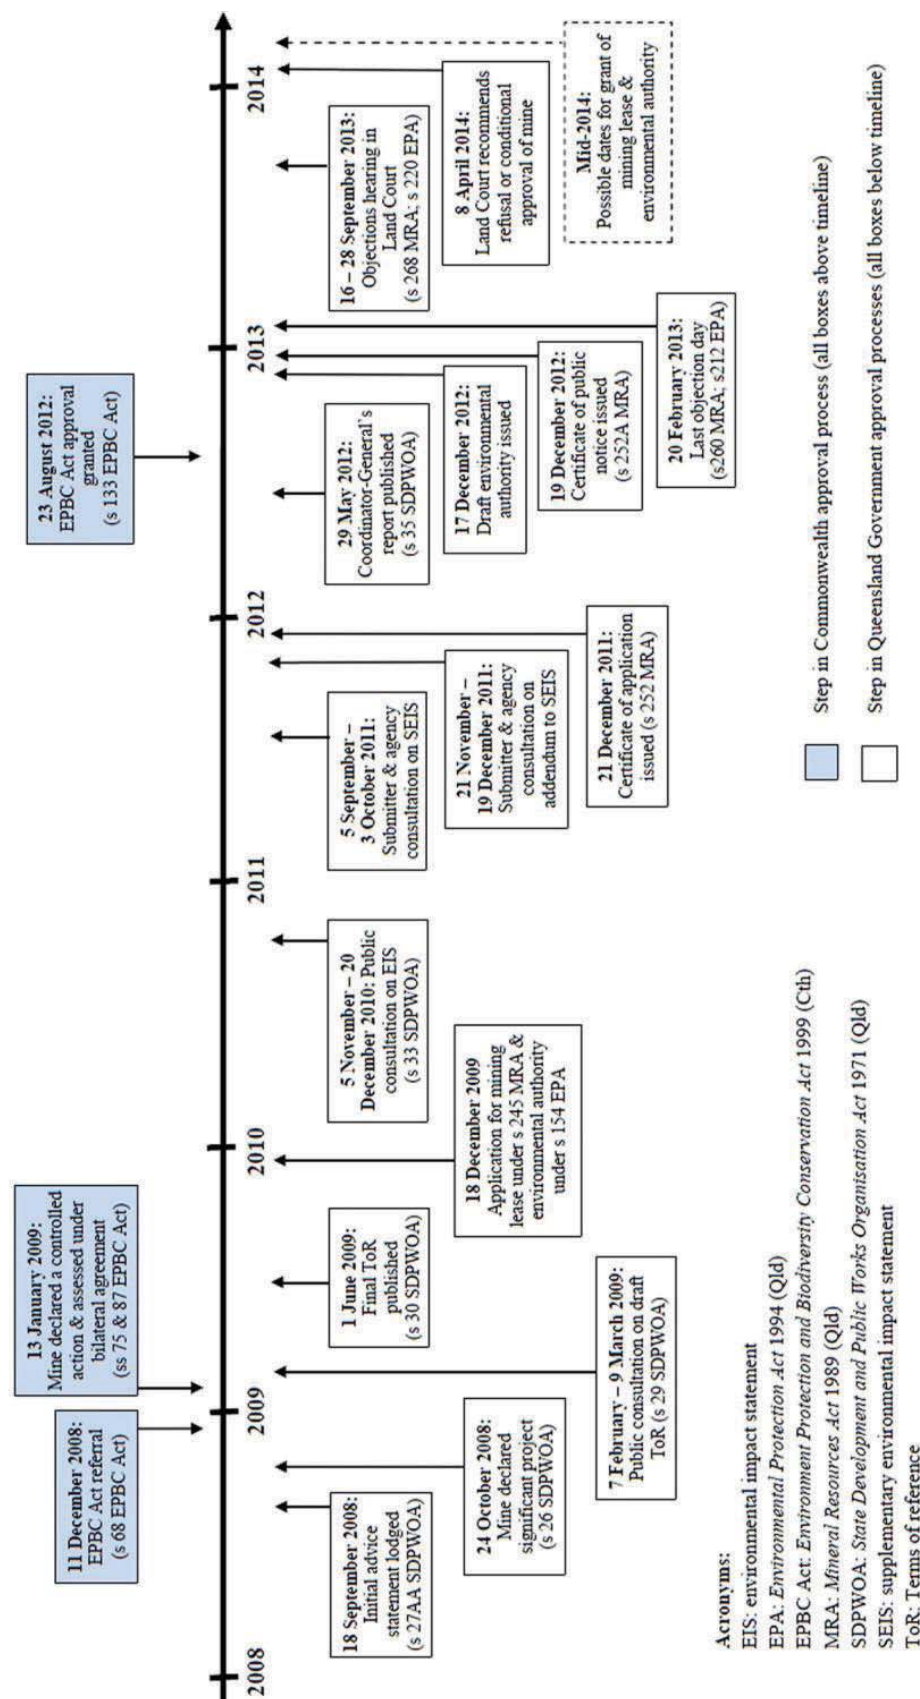 11 December 2008:
EPBC Act referral
(s 68 EPBC Act)
13 January 2009:
Mine declared a controlled
action & assessed under
bilateral agreement
(ss 75 & 87 EPBC Act)
23 August 2012:
EPBC Act approval
granted
(s 133 EPBC Act)
2008
2009
2010
2011
2012
2013
2014
18 September 2008:
Initial advice
statement lodged
(s 27AA SDPWOA)
24 October 2008:
Mine declared
significant project
(s 26 SDPWOA)
7 February – 9 March 2009:
Public consultation on draft
ToR (s 29 SDPWOA)
1 June 2009:
Final ToR
published
(s 30 SDPWOA)
18 December 2009
Application for mining
lease under s 245 MRA &
environmental authority
under s 154 EPA
5 November – 20
December 2010: Public
consultation on EIS
(s 33 SDPWOA)
5 September –
3 October 2011:
Submitter & agency
consultation on SEIS
21 November –
19 December 2011:
Submitter & agency
consultation on
addendum to SEIS
21 December 2011:
Certificate of application
issued (s 252 MRA)
29 May 2012:
Coordinator-General`s
report published
(s 35 SDPWOA)
17 December 2012:
Draft environmental
authority issued
19 December 2012:
Certificate of public
notice issued
(s 252A MRA)
20 February 2013:
Last objection day
(s260 MRA; s212 EPA)
16 – 28 September 2013:
Objections hearing in
Land Court
(s 268 MRA; s 220 EPA)
8 April 2014:
Land Court recommends
refusal or conditional
approval of mine
Mid-2014:
Possible dates for grant of
mining lease &
environmental authority
Acronyms:
EIS: environmental impact statement
EPA: Environmental Protection Act 1994 (Qld)
EPBC Act: Environment Protection and Biodiversity Conservation Act 1999 (Cth)
MRA: Mineral Resources Act 1989 (Qld)
SDPWOA: State Development and Public Works Organisation Act 1971 (Qld)
SEIS: supplementary environmental impact statement
ToR: Terms of reference
Step in Commonwealth approval process (all boxes above timeline)
Step in Queensland Government approval processes (all boxes below timeline)